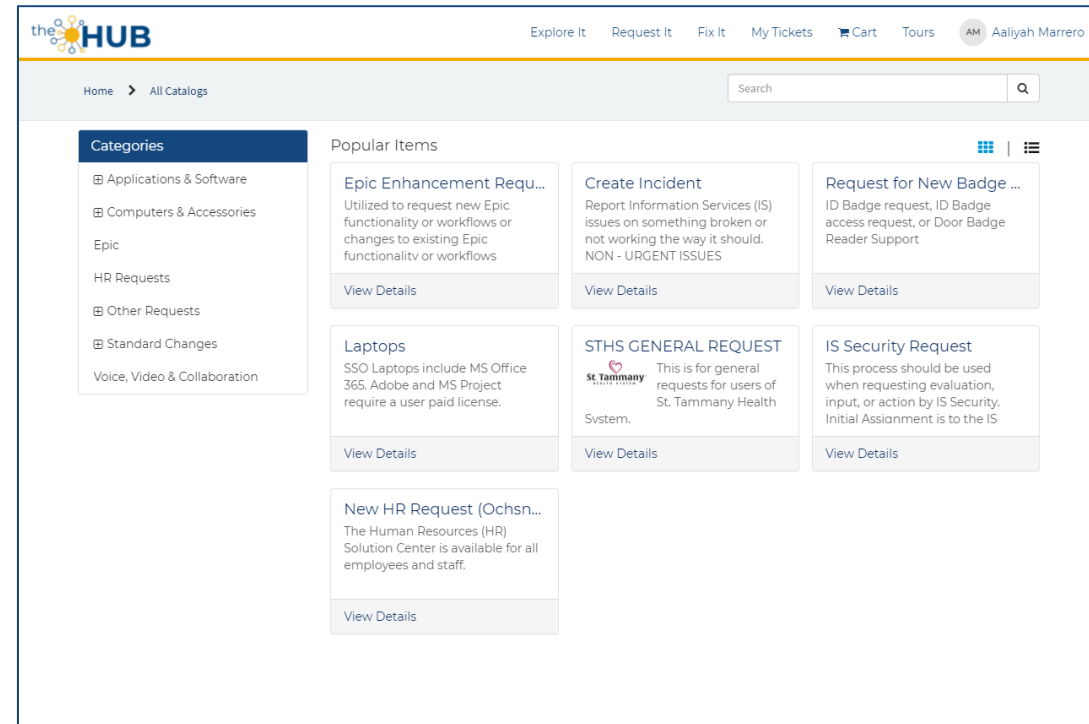 the HUB
Explore It Request It Fix It My Tickets Cart Tours AM Aaliyah Marrero
Home All Catalogs
Search
Categories
Applications & Software
Computers & Accessories
Epic
HR Requests
Other Requests
Standard Changes
Voice, Video & Collaboration
Popular Items
|
Epic Enhancement Requ...
Utilized to request new Epic
functionality or workflows or
changes to existing Epic
functionality or workflows
View Details
Create Incident
Report Information Services (IS)
issues on something broken or
not working the way it should.
NON - URGENT ISSUES
View Details
Request for New Badge ...
ID Badge request, ID Badge
access request, or Door Badge
Reader Support
View Details
Laptops
SSO Laptops include MS Office
365. Adobe and MS Project
require a user paid license.
View Details
STHS GENERAL REQUEST
St. Tammany
HEALTH SYSTEM
This is for general
requests for users of
St. Tammany Health
System.
View Details
IS Security Request
This process should be used
when requesting evaluation,
input, or action by IS Security.
Initial Assignment is to the IS
View Details
New HR Request (Ochsn...
The Human Resources (HR)
Solution Center is available for all
employees and staff.
View Details